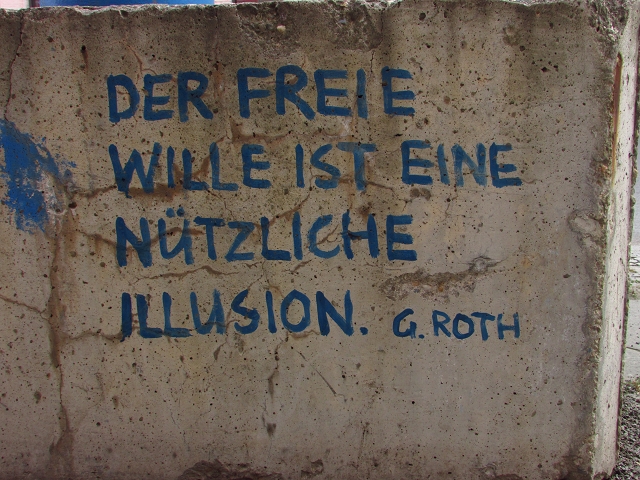 DER FREIE
WILLE IST EINE
NÜTZLICHE
ILLUSION. G. ROTH